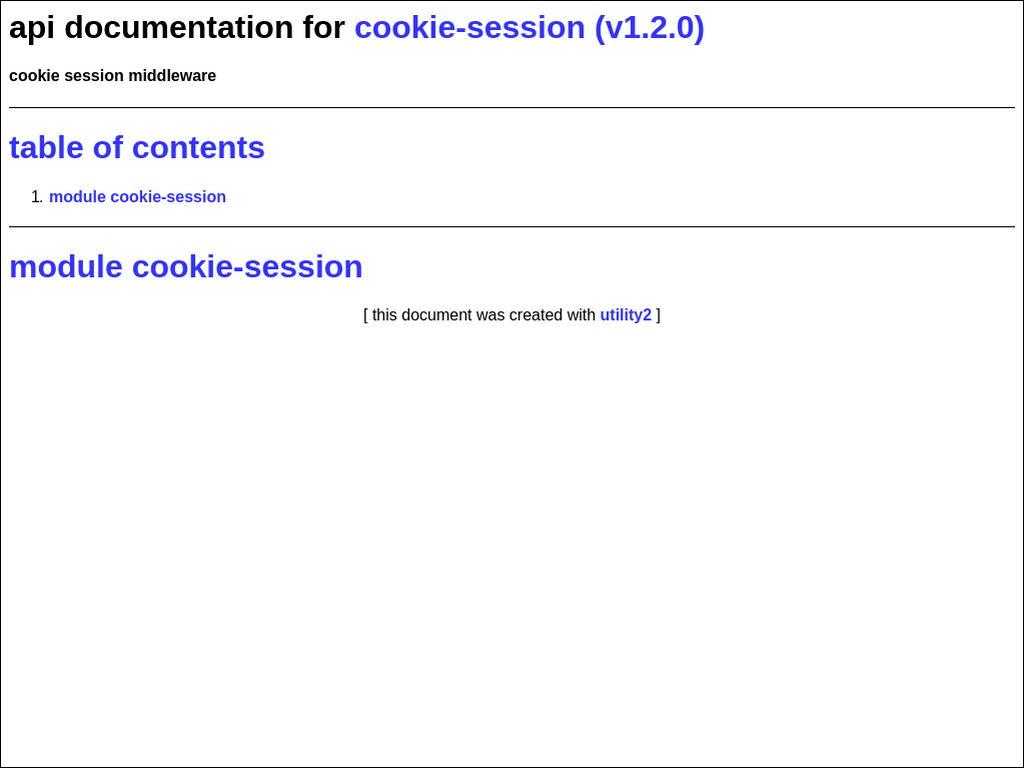 api documentation for cookie-session (v1.2.0)
cookie session middleware
table of contents
1. module cookie-session
module cookie-session
[ this document was created with utility2 ]